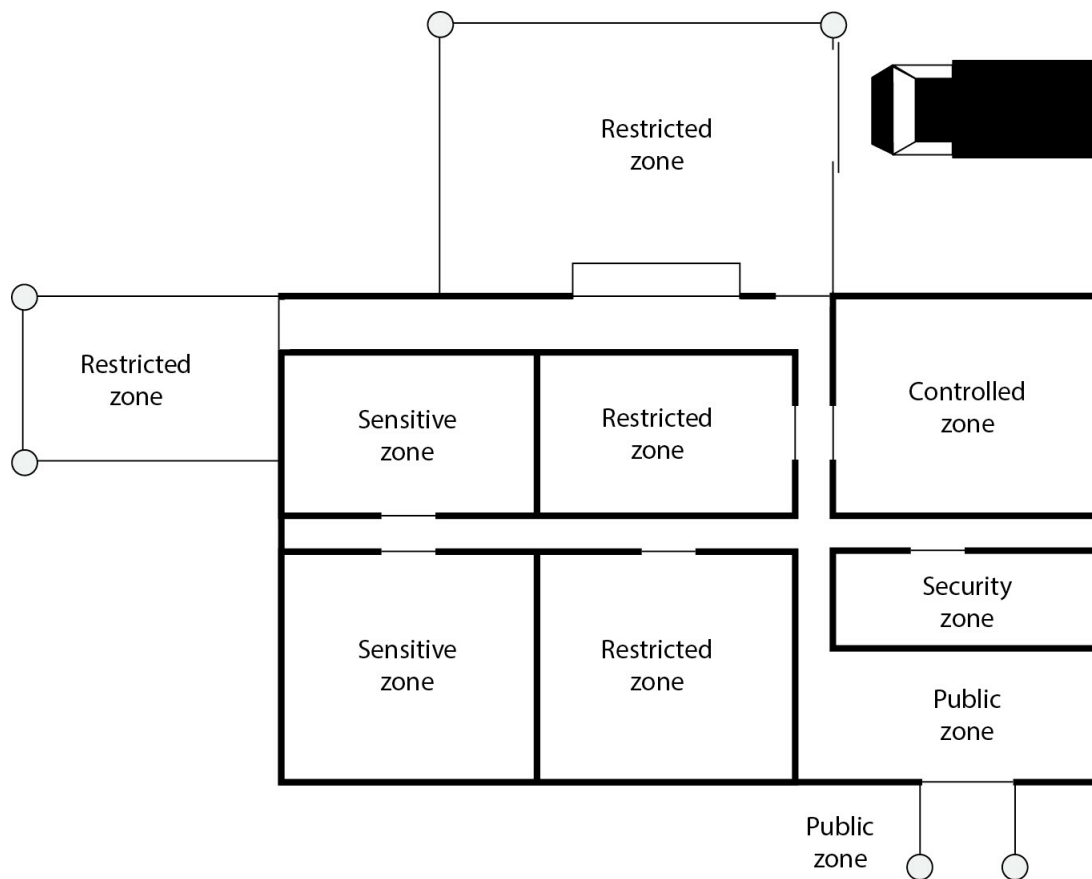 Restricted
zone
Restricted
zone
Sensitive
zone
Restricted
zone
Controlled
zone
Security
zone
Sensitive
zone
Restricted
zone
Public
zone
Public
zone